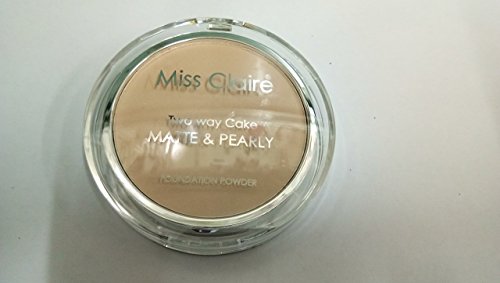 Miss Claire
Two way Cake
MATTE & PEARLY
FOUNDATION POWDER